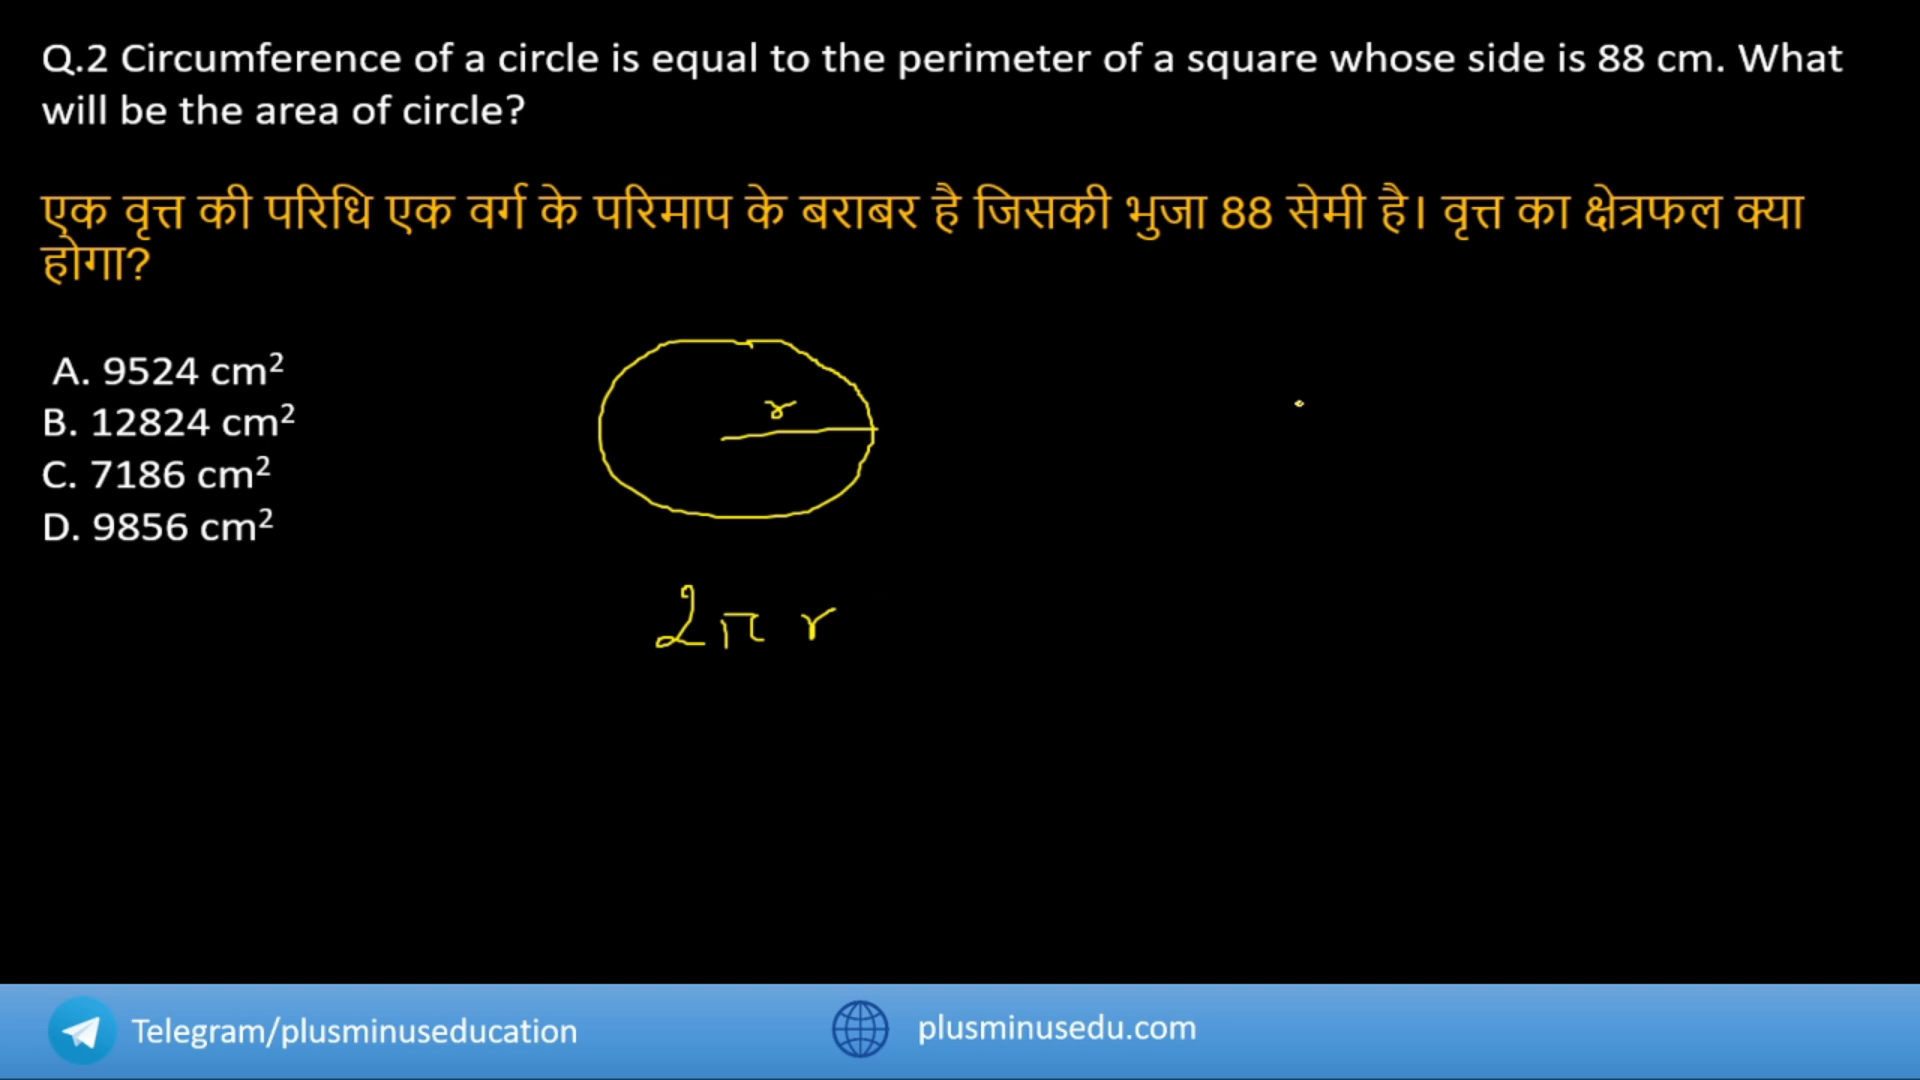 Q.2 Circumference of a circle is equal to the perimeter of a square whose side is 88 cm. What
will be the area of circle?
एक वृत्त की परिधि एक वर्ग के परिमाप के बराबर है जिसकी भुजा 88 सेमी है। वृत्त का क्षेत्रफल क्या
होगा?
A. 9524 cm²
B. 12824 cm²
C. 7186 cm²
D. 9856 cm²
r
2π r
Telegram/plusminuseducation
plusminusedu.com